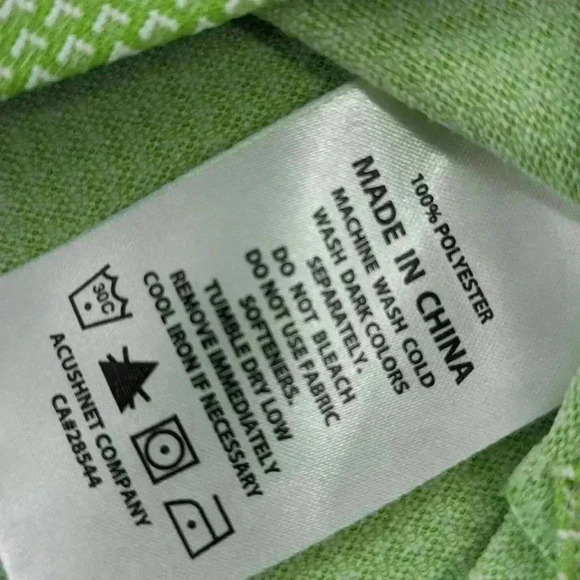 100% POLYESTER
MADE IN CHINA
MACHINE WASH COLD
WASH DARK COLORS
SEPARATELY.
DO NOT BLEACH
DO NOT USE FABRIC
SOFTENERS.
TUMBLE DRY LOW
REMOVE IMMEDIATELY
COOL IRON IF NECESSARY
30C
ACUSHNET COMPANY
CA#28544